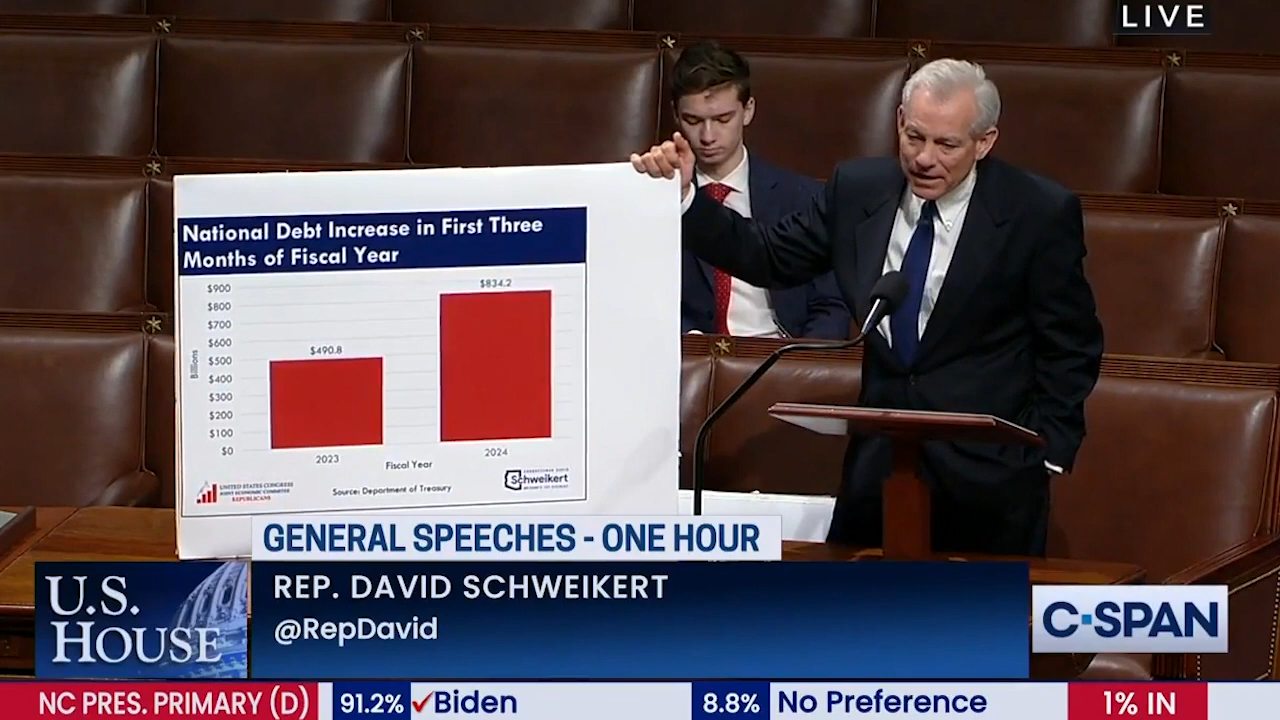 LIVE
National Debt Increase in First Three
Months of Fiscal Year
$900
$834.2
$800
$700
$600
$490.8
$500
$400
$300
$200
$100
$0
Billions
2023
2024
Fiscal Year
UNITED STATES CONGRESS
JOINT ECONOMIC COMMITTEE
REPUBLICANS
Source: Department of Treasury
Schweikert
GENERAL SPEECHES - ONE HOUR
U.S.
HOUSE
REP. DAVID SCHWEIKERT
@RepDavid
C-SPAN
NC PRES. PRIMARY (D) 91.2% Biden 8.8% No Preference 1% IN